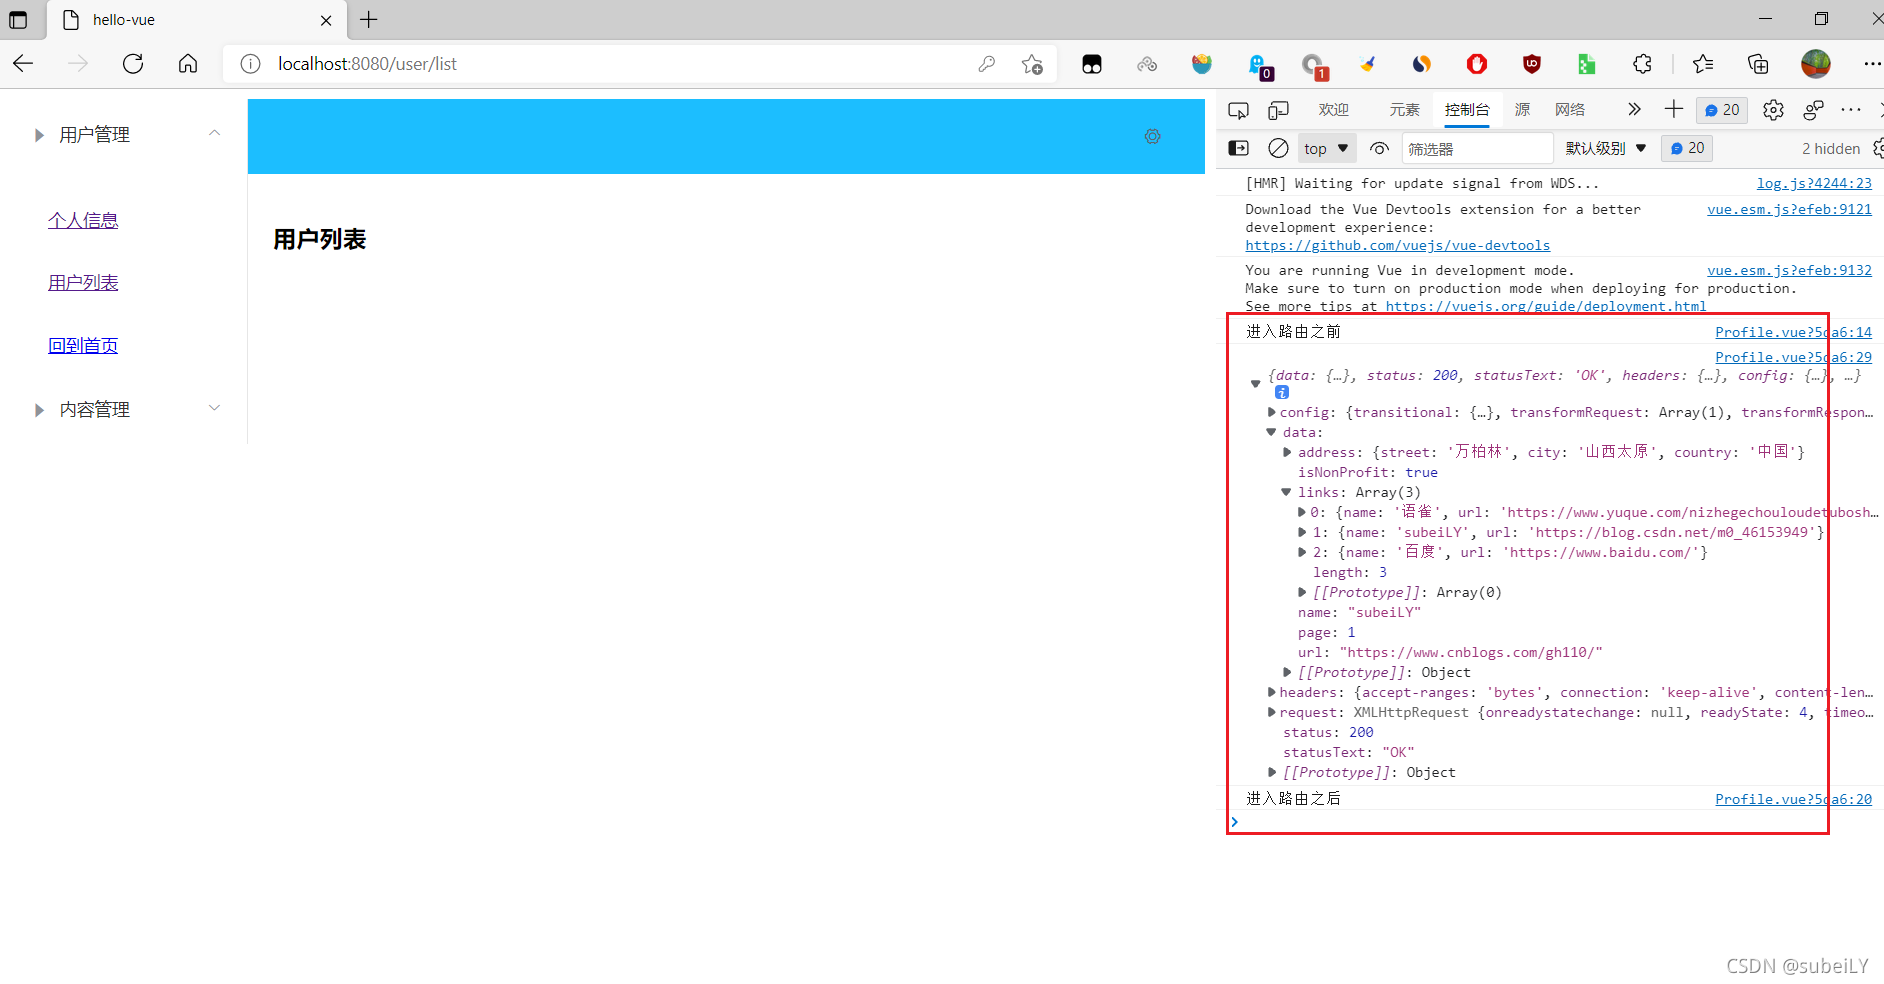 hello-vue
localhost:8080/user/list
0
1
用户管理
个人信息
用户列表
回到首页
内容管理
用户列表
欢迎 元素 控制台 源 网络 20
top 筛选器 默认级别 20 2 hidden
[HMR] Waiting for update signal from WDS... log.js?4244:23
Download the Vue Devtools extension for a better vue.esm.js?efeb:9121
development experience:
https://github.com/vuejs/vue-devtools
You are running Vue in development mode. vue.esm.js?efeb:9132
Make sure to turn on production mode when deploying for production.
See more tips at https://vuejs.org/guide/deployment.html
进入路由之前 Profile.vue?5ca6:14
Profile.vue?5ca6:29
{data: {…}, status: 200, statusText: 'OK', headers: {…}, config: {…}, …}
config: {transitional: {…}, transformRequest: Array(1), transformRespon…
data:
address: {street: '万柏林', city: '山西太原', country: '中国'}
isNonProfit: true
links: Array(3)
0: {name: '语雀', url: 'https://www.yuque.com/nizhegechouloudetubosh…
1: {name: 'subeiLY', url: 'https://blog.csdn.net/m0_46153949'}
2: {name: '百度', url: 'https://www.baidu.com/'}
length: 3
[[Prototype]]: Array(0)
name: "subeiLY"
page: 1
url: "https://www.cnblogs.com/gh110/"
[[Prototype]]: Object
headers: {accept-ranges: 'bytes', connection: 'keep-alive', content-len…
request: XMLHttpRequest {onreadystatechange: null, readyState: 4, timeo…
status: 200
statusText: "OK"
[[Prototype]]: Object
进入路由之后 Profile.vue?5ca6:20
CSDN @subeiLY